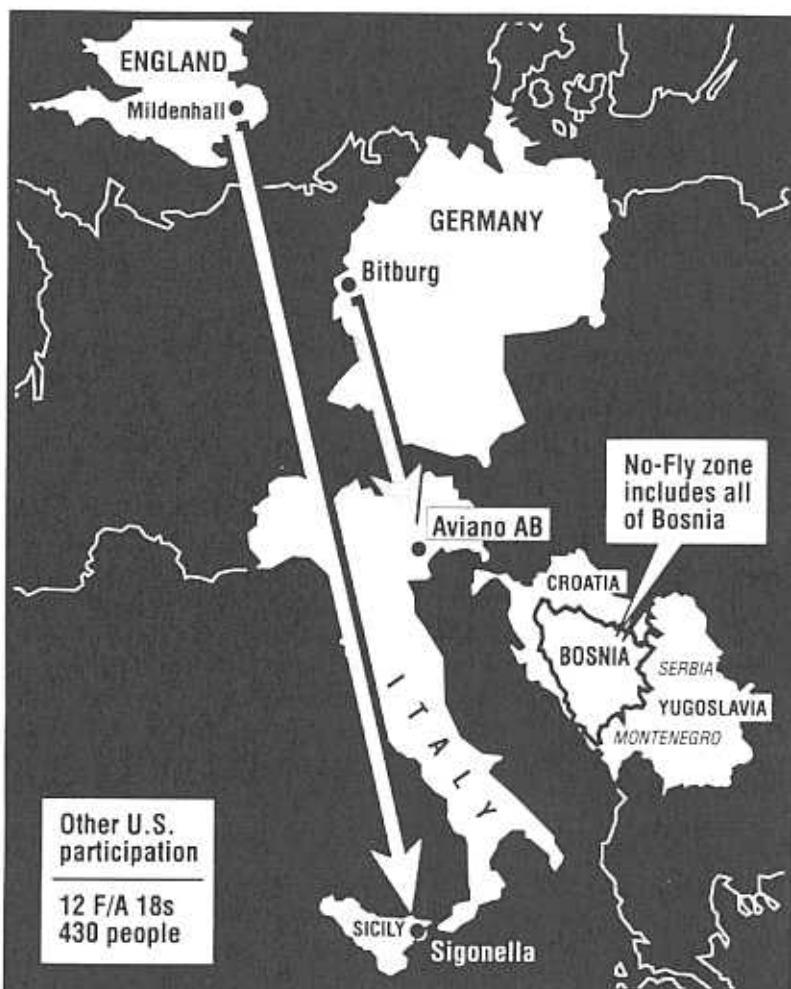 ENGLAND
Mildenhall
GERMANY
Bitburg
No-Fly zone
includes all
of Bosnia
Aviano AB
CROATIA
BOSNIA
SERBIA
YUGOSLAVIA
MONTENEGRO
ITALY
Other U.S.
participation
12 F/A 18s
430 people
SICILY
Sigonella